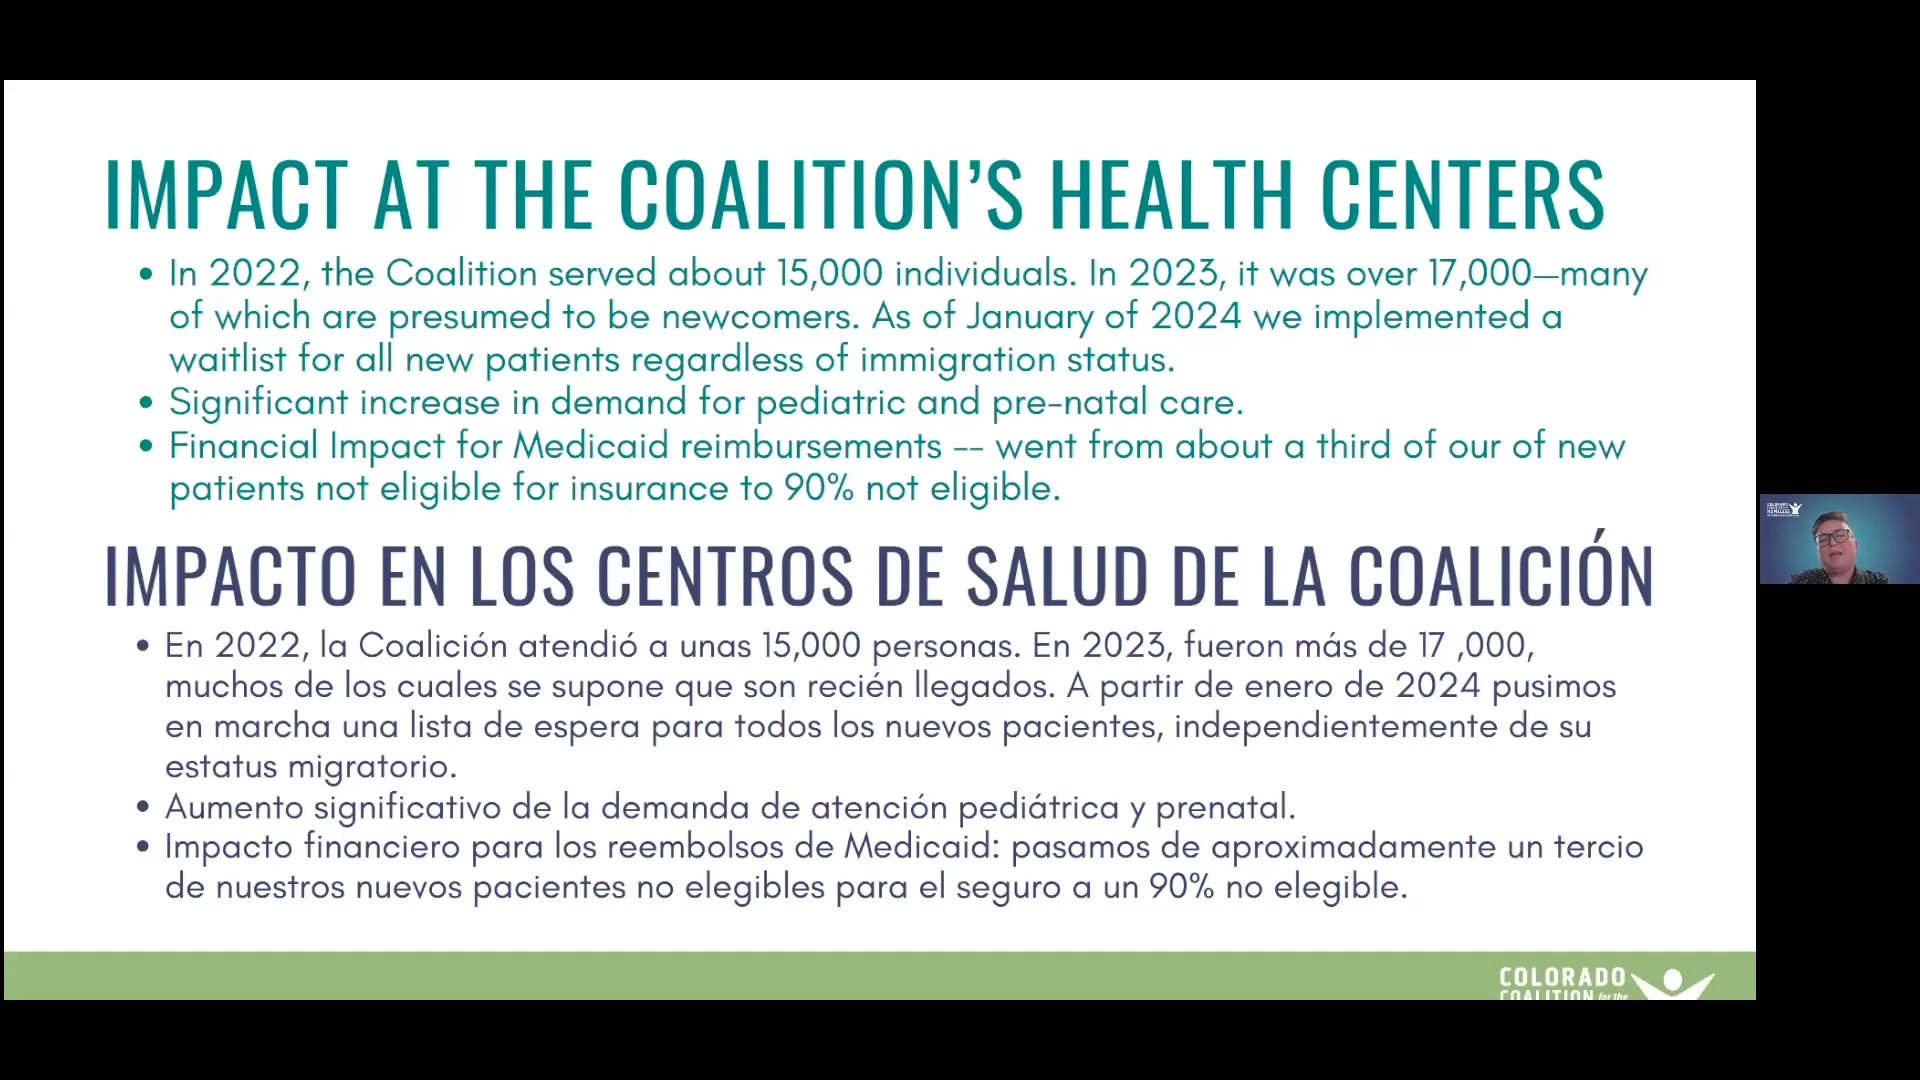 IMPACT AT THE COALITION'S HEALTH CENTERS
• In 2022, the Coalition served about 15,000 individuals. In 2023, it was over 17,000—many
of which are presumed to be newcomers. As of January of 2024 we implemented a
waitlist for all new patients regardless of immigration status.
• Significant increase in demand for pediatric and pre-natal care.
• Financial Impact for Medicaid reimbursements -- went from about a third of our of new
patients not eligible for insurance to 90% not eligible.
IMPACTO EN LOS CENTROS DE SALUD DE LA COALICIÓN
• En 2022, la Coalición atendió a unas 15,000 personas. En 2023, fueron más de 17 ,000,
muchos de los cuales se supone que son recién llegados. A partir de enero de 2024 pusimos
en marcha una lista de espera para todos los nuevos pacientes, independientemente de su
estatus migratorio.
• Aumento significativo de la demanda de atención pediátrica y prenatal.
• Impacto financiero para los reembolsos de Medicaid: pasamos de aproximadamente un tercio
de nuestros nuevos pacientes no elegibles para el seguro a un 90% no elegible.
COLORADO
COALITION for the
COLORADO
HOMELESS